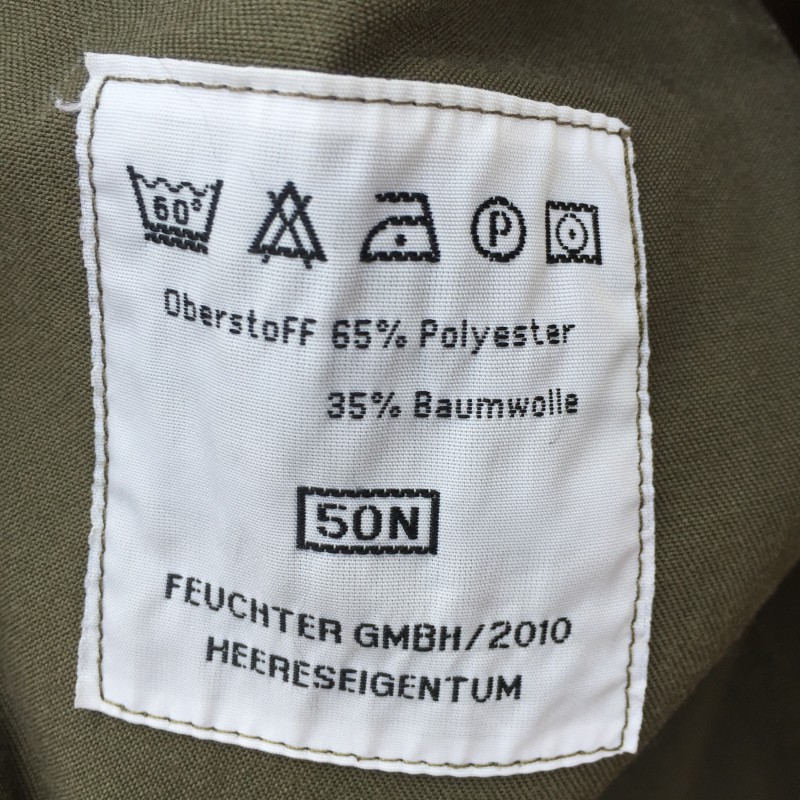 60°
P
Oberstoff 65% Polyester
35% Baumwolle
50N
FEUCHTER GMBH/2010
HEERESEIGENTUM